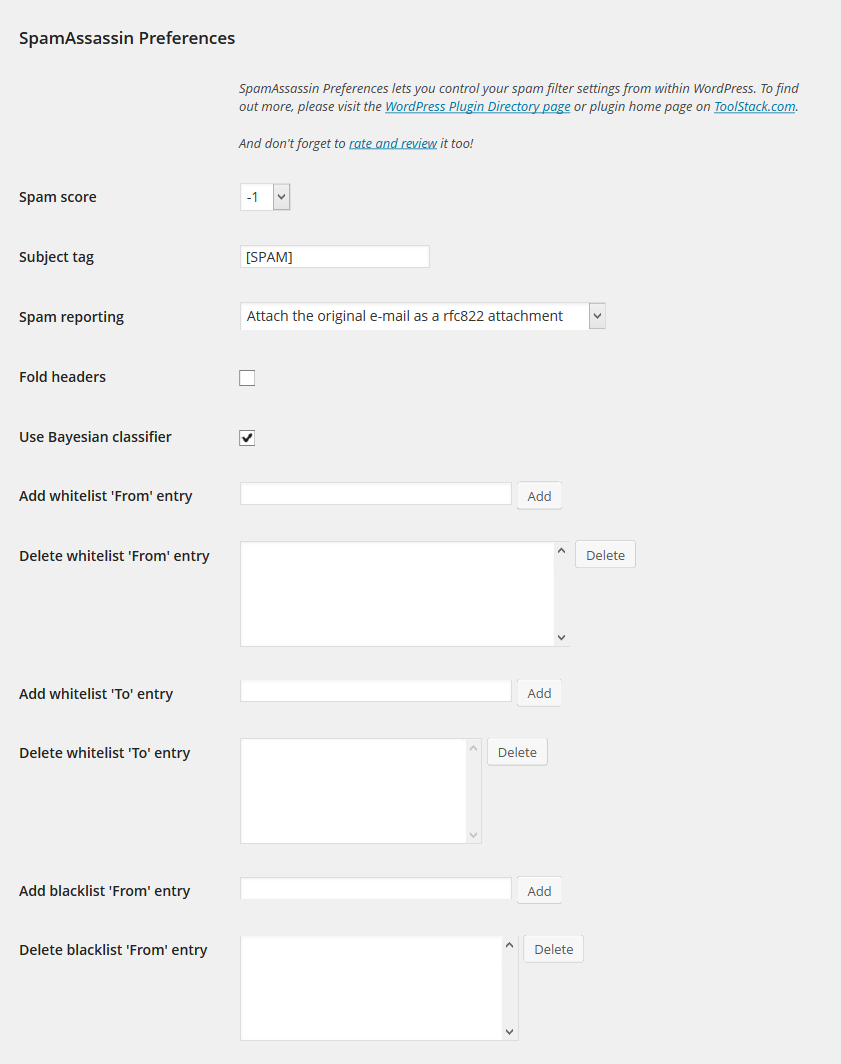 SpamAssassin Preferences
SpamAssassin Preferences lets you control your spam filter settings from within WordPress. To find
out more, please visit the WordPress Plugin Directory page or plugin home page on ToolStack.com.
And don't forget to rate and review it too!
Spam score -1
Subject tag [SPAM]
Spam reporting Attach the original e-mail as a rfc822 attachment
Fold headers
Use Bayesian classifier
Add whitelist 'From' entry Add
Delete whitelist 'From' entry Delete
Add whitelist 'To' entry Add
Delete whitelist 'To' entry Delete
Add blacklist 'From' entry Add
Delete blacklist 'From' entry Delete